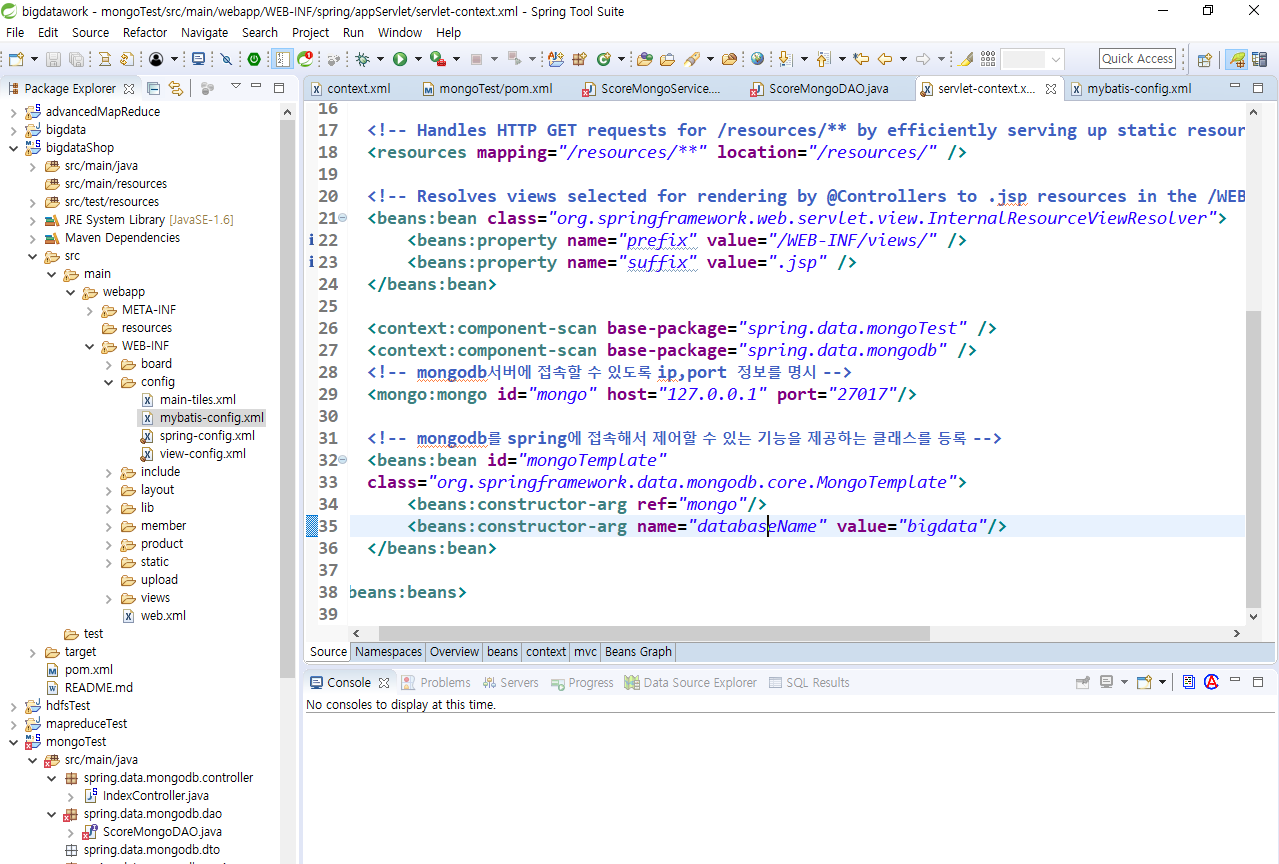 bigdatawork - mongoTest/src/main/webapp/WEB-INF/spring/appServlet/servlet-context.xml - Spring Tool Suite
File Edit Source Refactor Navigate Search Project Run Window Help
Quick Access
Package Explorer
advancedMapReduce
bigdata
bigdataShop
src/main/java
src/main/resources
src/test/resources
JRE System Library [JavaSE-1.6]
Maven Dependencies
src
main
webapp
META-INF
resources
WEB-INF
board
config
main-tiles.xml
mybatis-config.xml
spring-config.xml
view-config.xml
include
layout
lib
member
product
static
upload
views
web.xml
test
target
pom.xml
README.md
hdfsTest
mapreduceTest
mongoTest
src/main/java
spring.data.mongodb.controller
IndexController.java
spring.data.mongodb.dao
ScoreMongoDAO.java
spring.data.mongodb.dto
context.xml mongoTest/pom.xml ScoreMongoService.... ScoreMongoDAO.java servlet-context.x... mybatis-config.xml
16
17 <!-- Handles HTTP GET requests for /resources/** by efficiently serving up static resour
18 <resources mapping="/resources/**" location="/resources/" />
19
20 <!-- Resolves views selected for rendering by @Controllers to .jsp resources in the /WEB
21 <beans:bean class="org.springframework.web.servlet.view.InternalResourceViewResolver">
22 <beans:property name="prefix" value="/WEB-INF/views/" />
23 <beans:property name="suffix" value=".jsp" />
24 </beans:bean>
25
26 <context:component-scan base-package="spring.data.mongoTest" />
27 <context:component-scan base-package="spring.data.mongodb" />
28 <!-- mongodb서버에 접속할 수 있도록 ip,port 정보를 명시 -->
29 <mongo:mongo id="mongo" host="127.0.0.1" port="27017"/>
30
31 <!-- mongodb를 spring에 접속해서 제어할 수 있는 기능을 제공하는 클래스를 등록 -->
32 <beans:bean id="mongoTemplate"
33 class="org.springframework.data.mongodb.core.MongoTemplate">
34 <beans:constructor-arg ref="mongo"/>
35 <beans:constructor-arg name="databaseName" value="bigdata"/>
36 </beans:bean>
37
38 beans:beans>
39
Source Namespaces Overview beans context mvc Beans Graph
Console Problems Servers Progress Data Source Explorer SQL Results
No consoles to display at this time.